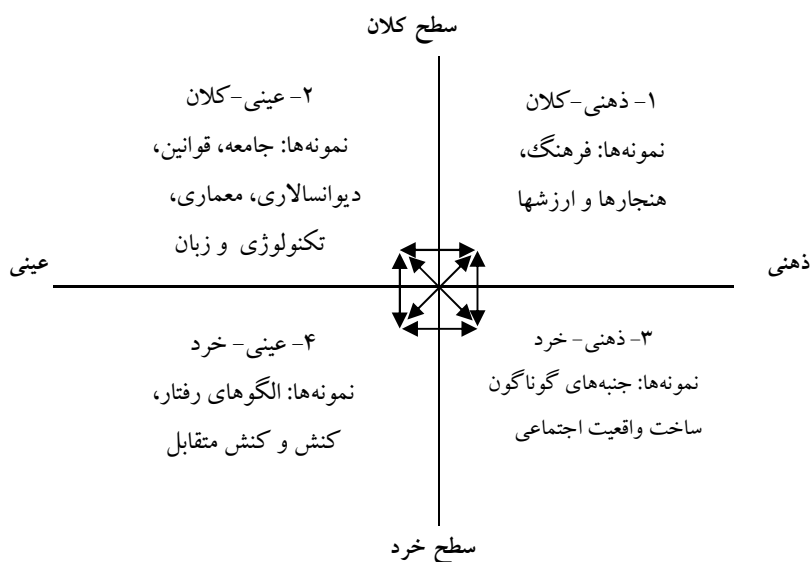 سطح کلان
۱- ذهنی-کلان
نمونه‌ها: فرهنگ،
هنجارها و ارزشها
۲- عینی-کلان
نمونه‌ها: جامعه، قوانین،
دیوانسالاری، معماری،
تکنولوژی و زبان
ذهنی
عینی
۳- ذهنی- خرد
نمونه‌ها: جنبه‌های گوناگون
ساخت واقعیت اجتماعی
۴- عینی- خرد
نمونه‌ها: الگوهای رفتار،
کنش و کنش متقابل
سطح خرد